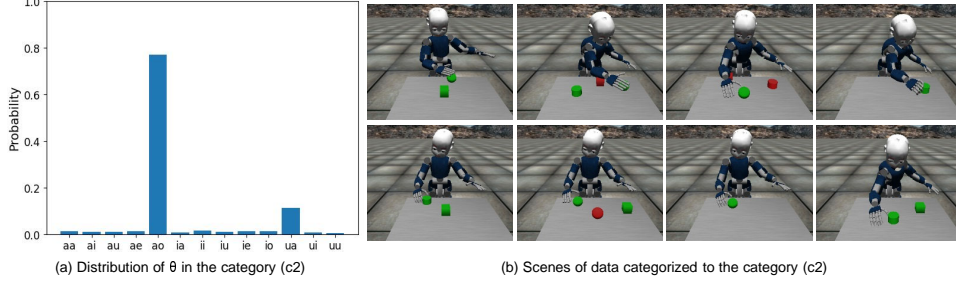 1.0
0.8
0.6
0.4
0.2
0.0
Probability
aa ai au ae ao ia ii iu ie io ua ui uu
(a) Distribution of θ in the category (c2)
(b) Scenes of data categorized to the category (c2)